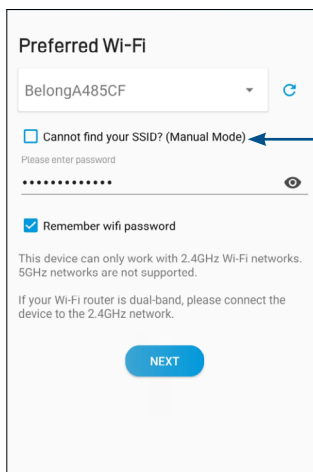 Preferred Wi-Fi
BelongA485CF
Cannot find your SSID? (Manual Mode)
Please enter password
•••••••••••••
Remember wifi password
This device can only work with 2.4GHz Wi-Fi networks.
5GHz networks are not supported.
If your Wi-Fi router is dual-band, please connect the
device to the 2.4GHz network.
NEXT